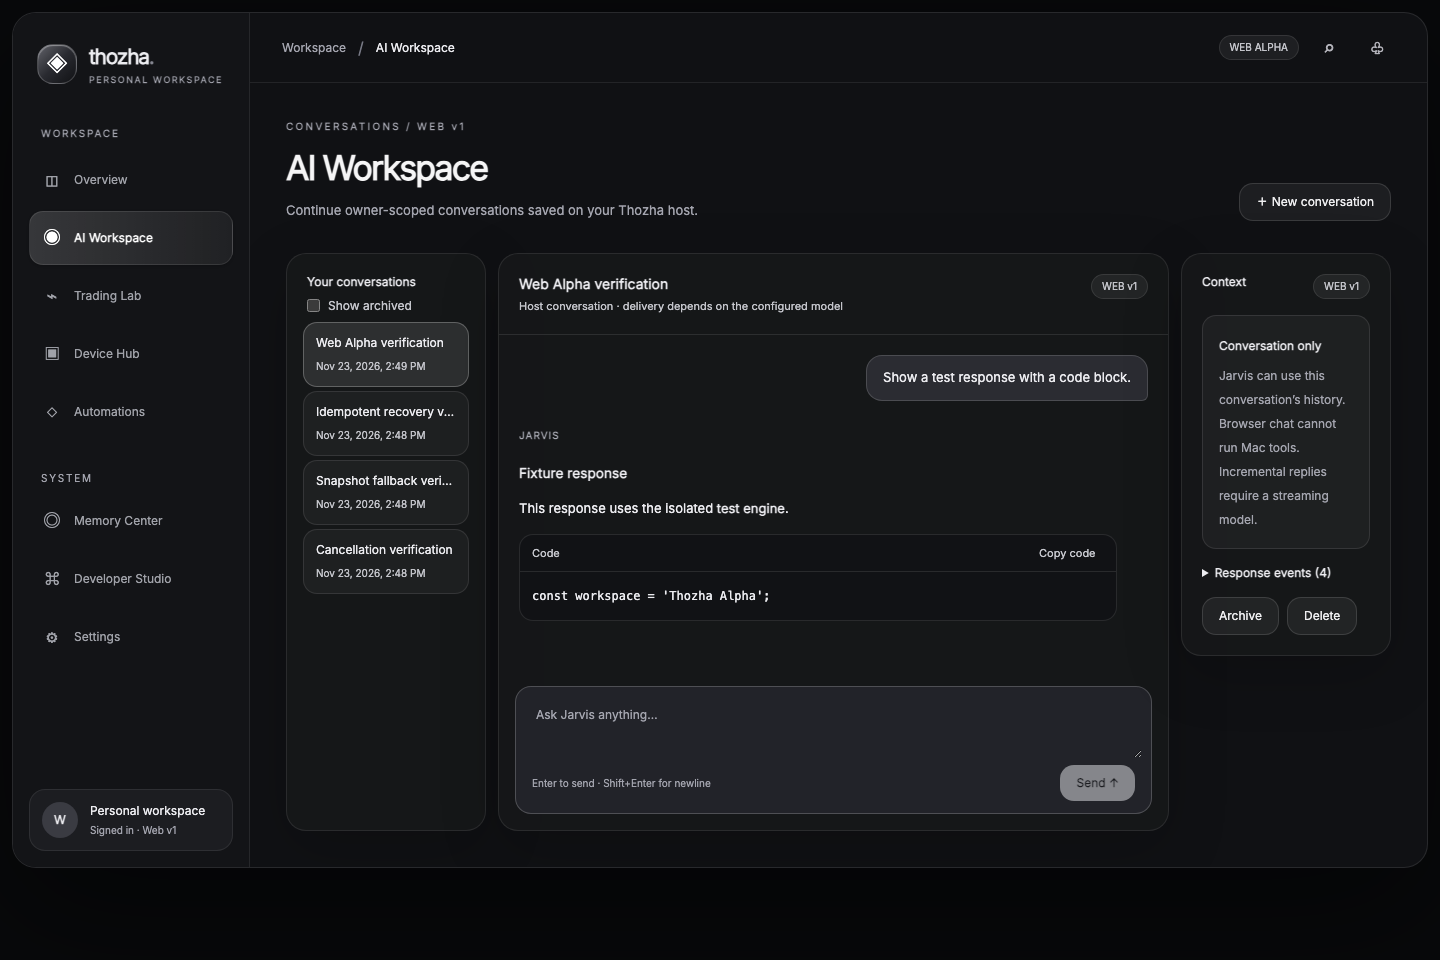 thozha.
PERSONAL WORKSPACE
WORKSPACE
Overview
AI Workspace
Trading Lab
Device Hub
Automations
SYSTEM
Memory Center
Developer Studio
Settings
W
Personal workspace
Signed in · Web v1
Workspace / AI Workspace
WEB ALPHA
CONVERSATIONS / WEB v1
AI Workspace
Continue owner-scoped conversations saved on your Thozha host.
+ New conversation
Your conversations
Show archived
Web Alpha verification
Nov 23, 2026, 2:49 PM
Idempotent recovery v...
Nov 23, 2026, 2:48 PM
Snapshot fallback veri...
Nov 23, 2026, 2:48 PM
Cancellation verification
Nov 23, 2026, 2:48 PM
Web Alpha verification
Host conversation · delivery depends on the configured model
WEB v1
Show a test response with a code block.
JARVIS
Fixture response
This response uses the isolated test engine.
Code
Copy code
const workspace = 'Thozha Alpha';
Ask Jarvis anything...
Enter to send · Shift+Enter for newline
Send ↑
Context
WEB v1
Conversation only
Jarvis can use this
conversation’s history.
Browser chat cannot
run Mac tools.
Incremental replies
require a streaming
model.
Response events (4)
Archive
Delete